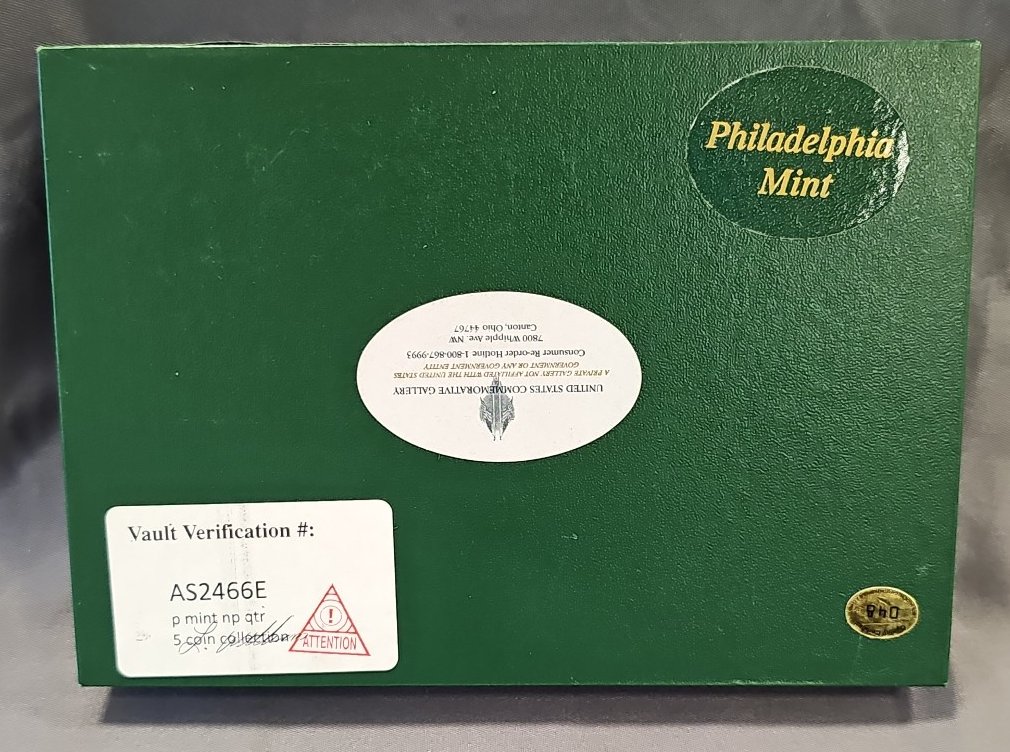 Philadelphia
Mint
UNITED STATES COMMEMORATIVE GALLERY
A PRIVATE GALLERY. NOT AFFILIATED WITH THE UNITED STATES
GOVERNMENT OR ANY GOVERNMENT ENTITY
Consumer Re-order Hotline 1-800-867-9993
7800 Whipple Ave. NW
Canton, Ohio 44767
Vault Verification #:
AS2466E
p mint np qtr
5 coin collection
ATTENTION